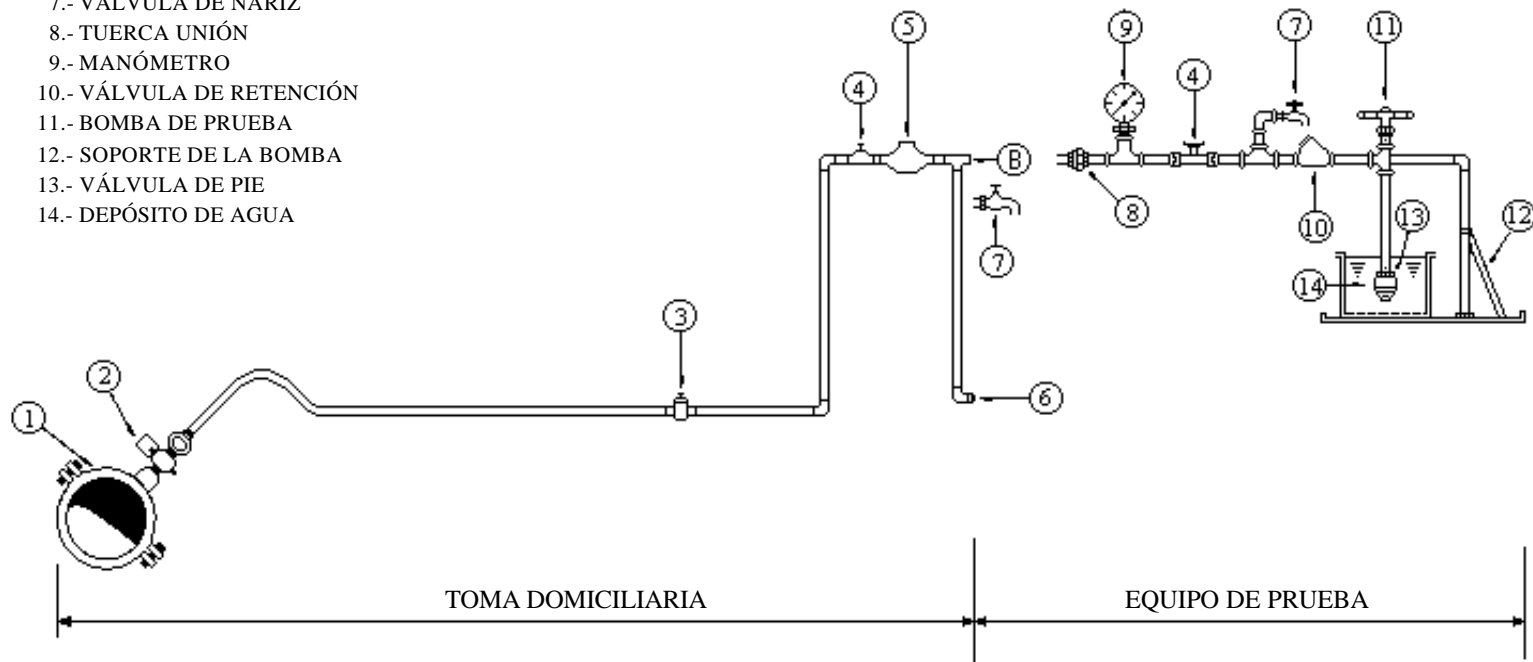 7.- VÁLVULA DE NARIZ
8.- TUERCA UNIÓN
9.- MANÓMETRO
10.- VÁLVULA DE RETENCIÓN
11.- BOMBA DE PRUEBA
12.- SOPORTE DE LA BOMBA
13.- VÁLVULA DE PIE
14.- DEPÓSITO DE AGUA
5 9 7 11
4 4
B
8 10 13 12
7 14
3
6
2
1
TOMA DOMICILIARIA EQUIPO DE PRUEBA